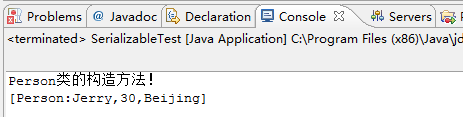 Problems @ Javadoc Declaration Console Servers
<terminated> SerializableTest [Java Application] C:\Program Files (x86)\Java\jd
Person类的构造方法！
[Person:Jerry,30,Beijing]